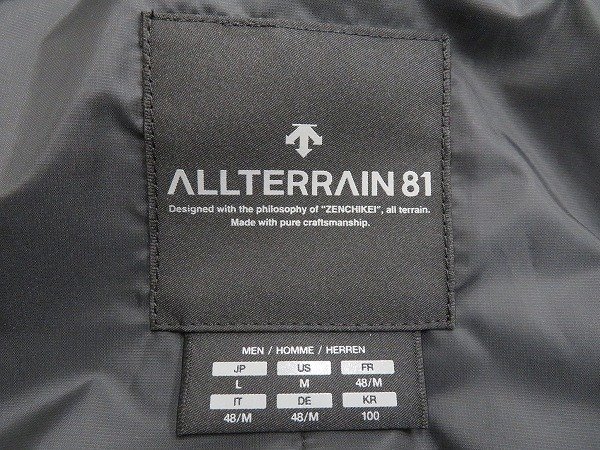 ALLTERRAIN 81
Designed with the philosophy of "ZENCHIKEI", all terrain.
Made with pure craftsmanship.
MEN / HOMME / HERREN
JP US FR
L M 48/M
IT DE KR
48/M 48/M 100